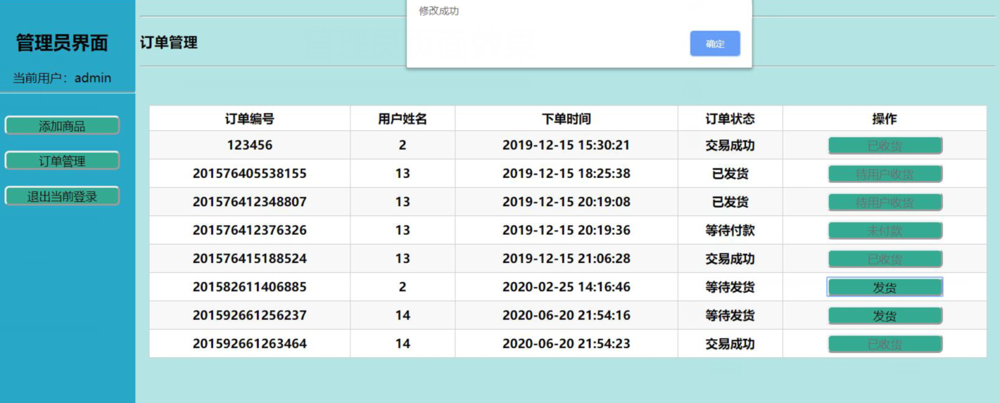 修改成功
确定
管理员界面
当前用户：admin
添加商品
订单管理
退出当前登录
订单管理
订单编号 用户姓名 下单时间 订单状态 操作
123456 2 2019-12-15 15:30:21 交易成功 已收货
201576405538155 13 2019-12-15 18:25:38 已发货 待用户收货
201576412348807 13 2019-12-15 20:19:08 已发货 待用户收货
201576412376326 13 2019-12-15 20:19:36 等待付款 未付款
201576415188524 13 2019-12-15 21:06:28 交易成功 已收货
201582611406885 2 2020-02-25 14:16:46 等待发货 发货
201592661256237 14 2020-06-20 21:54:16 等待发货 发货
201592661263464 14 2020-06-20 21:54:23 交易成功 已收货